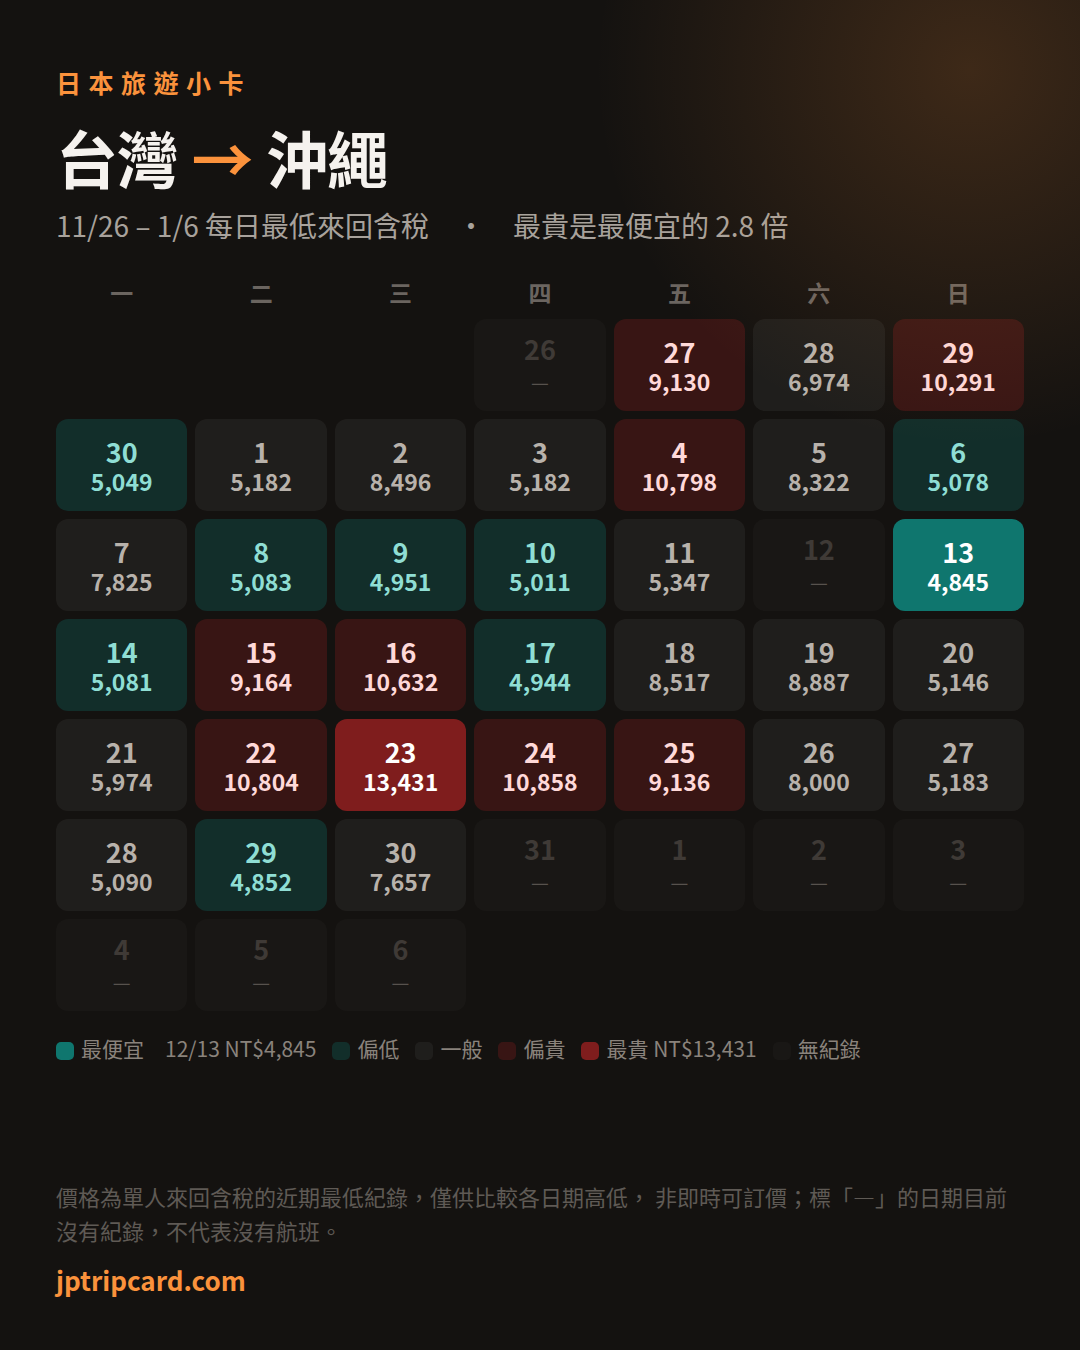 日本旅遊小卡
台灣 → 沖繩
11/26 – 1/6 每日最低來回含稅 · 最貴是最便宜的 2.8 倍
一 二 三 四 五 六 日
26 27 28 29
— 9,130 6,974 10,291
30 1 2 3 4 5 6
5,049 5,182 8,496 5,182 10,798 8,322 5,078
7 8 9 10 11 12 13
7,825 5,083 4,951 5,011 5,347 — 4,845
14 15 16 17 18 19 20
5,081 9,164 10,632 4,944 8,517 8,887 5,146
21 22 23 24 25 26 27
5,974 10,804 13,431 10,858 9,136 8,000 5,183
28 29 30 31 1 2 3
5,090 4,852 7,657 — — — —
4 5 6
— — —
最便宜 12/13 NT$4,845 偏低 一般 偏貴 最貴 NT$13,431 無紀錄
價格為單人來回含稅的近期最低紀錄，僅供比較各日期高低， 非即時可訂價；標「—」的日期目前
沒有紀錄，不代表沒有航班。
jptripcard.com